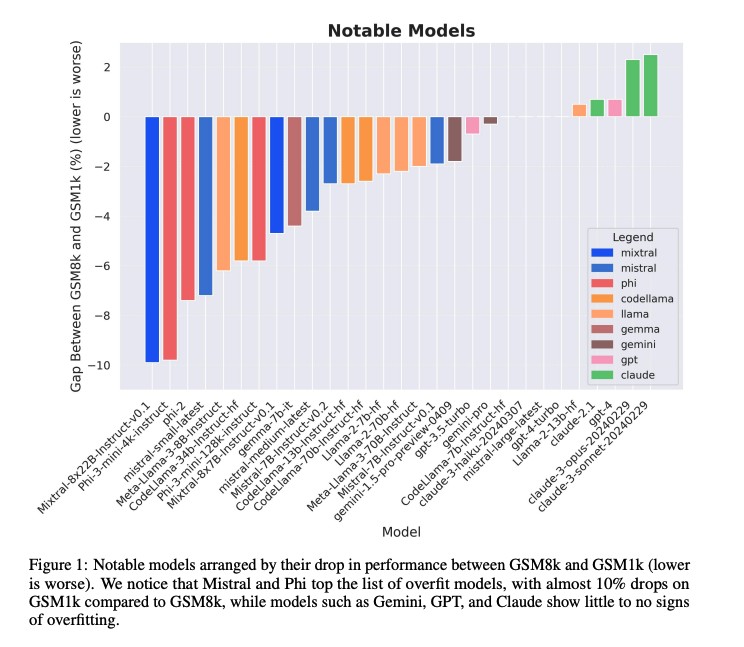 Notable Models
Gap Between GSM8k and GSM1k (%) (lower is worse)
2
0
−2
−4
−6
−8
−10
Legend
mixtral
mistral
phi
codellama
llama
gemma
gemini
gpt
claude
Mixtral-8x22B-Instruct-v0.1
Phi-3-mini-4k-instruct
phi-2
mistral-small-latest
Meta-Llama-3-8B-Instruct
CodeLlama-34b-Instruct-hf
Phi-3-mini-128k-instruct
Mixtral-8x7B-Instruct-v0.1
gemma-7b-it
mistral-medium-latest
Mistral-7B-Instruct-v0.2
CodeLlama-13b-Instruct-hf
CodeLlama-70b-Instruct-hf
Llama-2-7b-hf
Llama-2-70b-hf
Meta-Llama-3-70B-Instruct
Mistral-7B-Instruct-v0.1
gemini-1.5-pro-preview-0409
gpt-3.5-turbo
gemini-pro
CodeLlama-7b-Instruct-hf
claude-3-haiku-20240307
mistral-large-latest
gpt-4-turbo
Llama-2-13b-hf
claude-2.1
gpt-4
claude-3-opus-20240229
claude-3-sonnet-20240229
Model
Figure 1: Notable models arranged by their drop in performance between GSM8k and GSM1k (lower
is worse). We notice that Mistral and Phi top the list of overfit models, with almost 10% drops on
GSM1k compared to GSM8k, while models such as Gemini, GPT, and Claude show little to no signs
of overfitting.